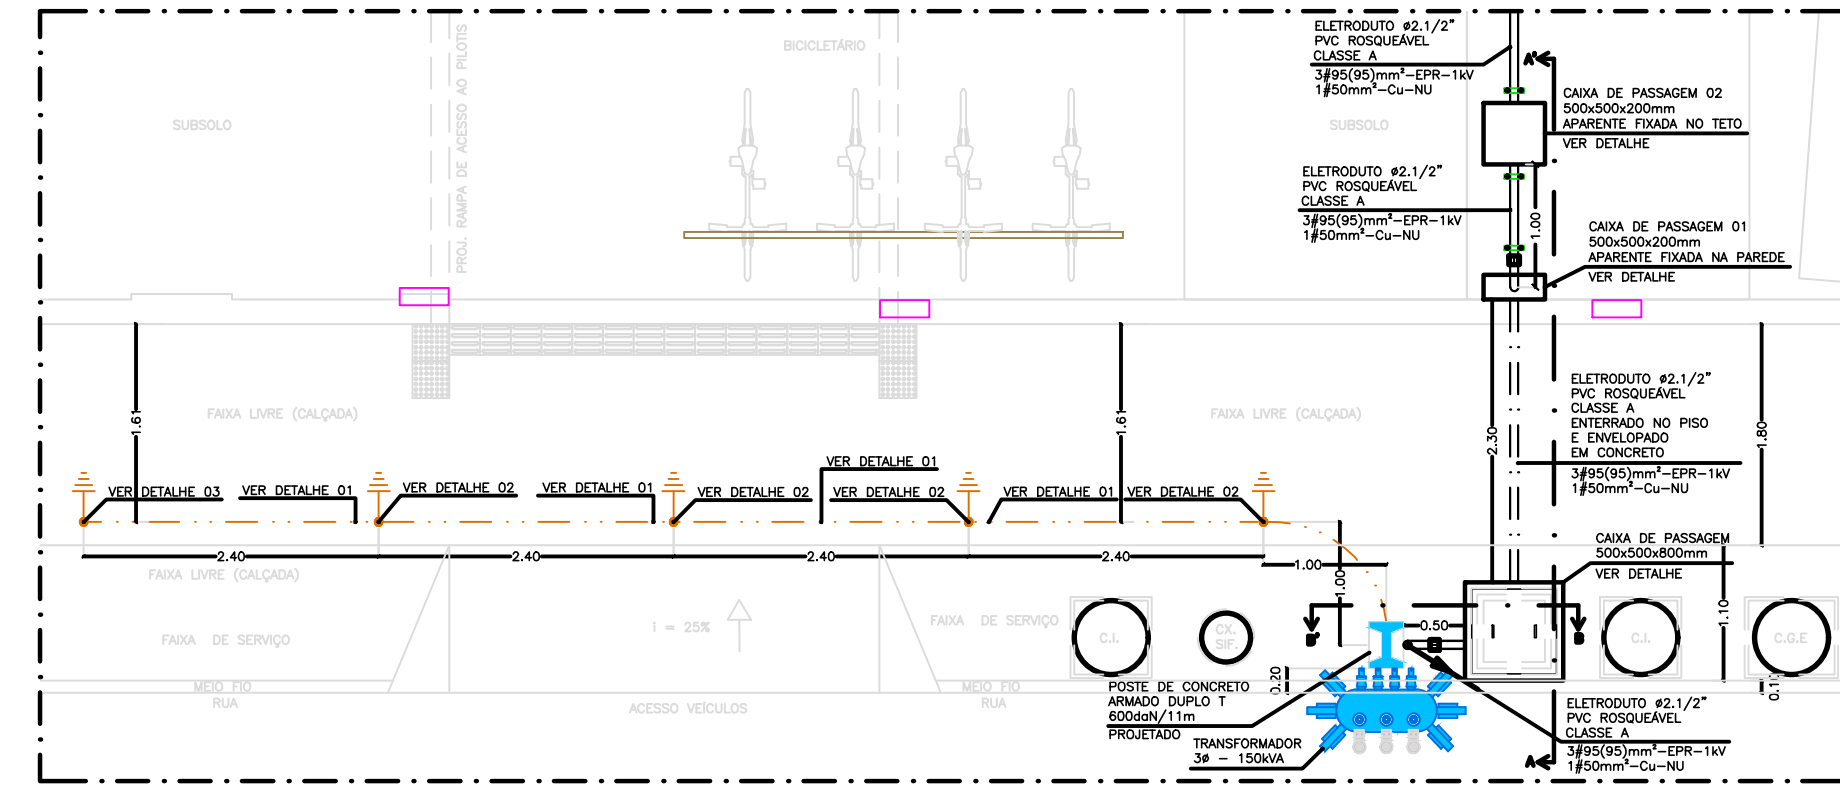 ELETRODUTO ø2.1/2"
PVC ROSQUEÁVEL
CLASSE A
3#95(95)mm²-EPR-1kV
1#50mm²-Cu-NU
A'
BICICLETÁRIO
PROJ. RAMPA DE ACESSO AO PILOTIS
SUBSOLO
SUBSOLO
CAIXA DE PASSAGEM 02
500x500x200mm
APARENTE FIXADA NO TETO
VER DETALHE
ELETRODUTO ø2.1/2"
PVC ROSQUEÁVEL
CLASSE A
3#95(95)mm²-EPR-1kV
1#50mm²-Cu-NU
1.00
CAIXA DE PASSAGEM 01
500x500x200mm
APARENTE FIXADA NA PAREDE
VER DETALHE
1.61
FAIXA LIVRE (CALÇADA)
1.61
FAIXA LIVRE (CALÇADA)
2.30
ELETRODUTO ø2.1/2"
PVC ROSQUEÁVEL
CLASSE A
ENTERRADO NO PISO
E ENVELOPADO
EM CONCRETO
3#95(95)mm²-EPR-1kV
1#50mm²-Cu-NU
1.80
VER DETALHE 03
VER DETALHE 01
VER DETALHE 02
VER DETALHE 01
VER DETALHE 02
VER DETALHE 01
VER DETALHE 02
VER DETALHE 01
VER DETALHE 02
2.40
2.40
2.40
2.40
1.00
1.00
CAIXA DE PASSAGEM
500x500x800mm
VER DETALHE
FAIXA LIVRE (CALÇADA)
FAIXA DE SERVIÇO
i = 25%
FAIXA DE SERVIÇO
C.I.
CX.
SIF.
B'
0.50
B
C.I.
1.10
C.G.E
MEIO FIO
RUA
ACESSO VEÍCULOS
MEIO FIO
RUA
0.20
POSTE DE CONCRETO
ARMADO DUPLO T
600daN/11m
PROJETADO
TRANSFORMADOR
3ø - 150kVA
ELETRODUTO ø2.1/2"
PVC ROSQUEÁVEL
CLASSE A
3#95(95)mm²-EPR-1kV
1#50mm²-Cu-NU
A